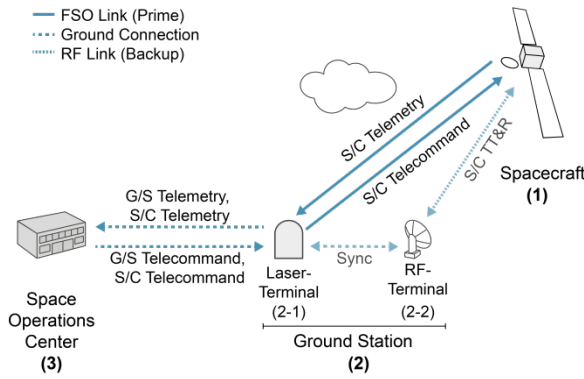 FSO Link (Prime)
Ground Connection
RF Link (Backup)
S/C Telemetry
S/C Telecommand
S/C TT&R
Spacecraft
(1)
G/S Telemetry,
S/C Telemetry
G/S Telecommand,
S/C Telecommand
Sync
Laser-
Terminal
(2-1)
RF-
Terminal
(2-2)
Ground Station
(2)
Space
Operations
Center
(3)